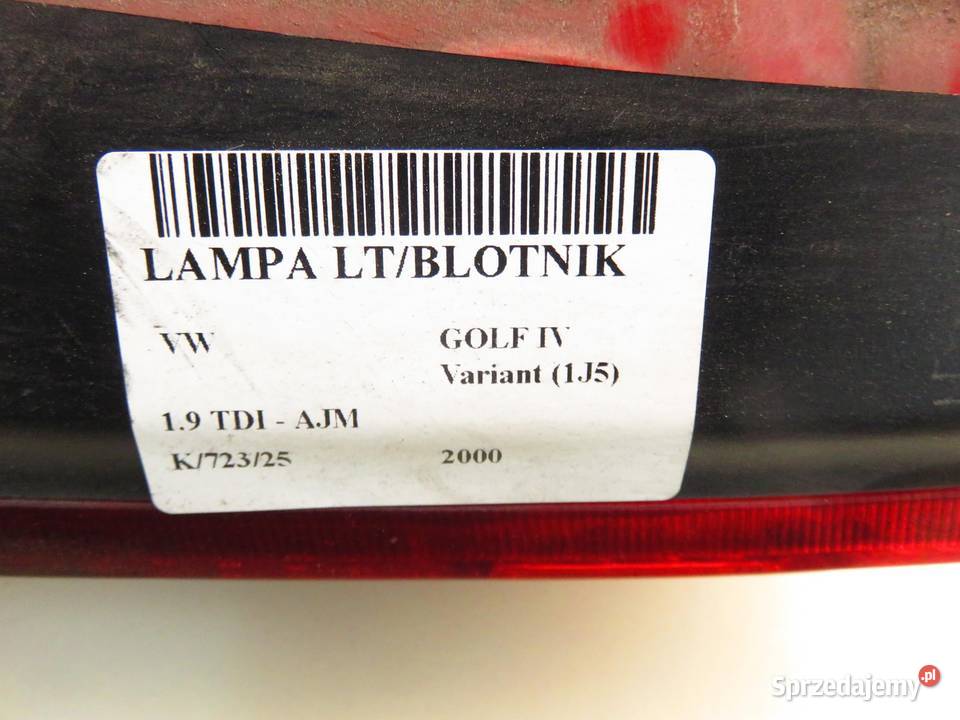 LAMPA LT/BLOTNIK
VW
GOLF IV
Variant (1J5)
1.9 TDI - AJM
K/723/25
2000
Sprzedajemy.pl